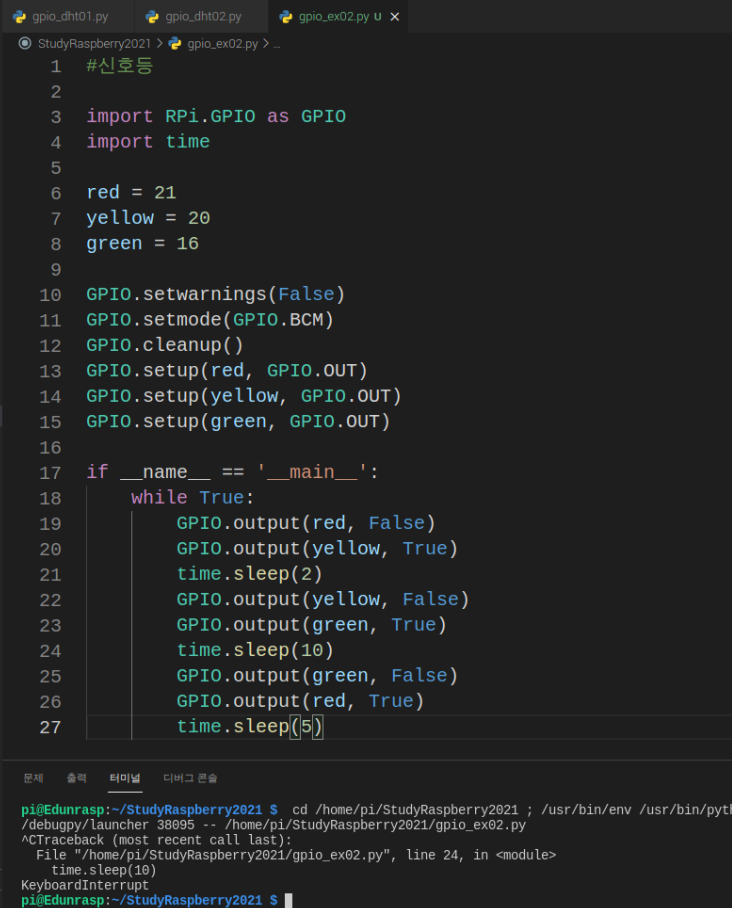 gpio_dht01.py gpio_dht02.py gpio_ex02.py U ×
StudyRaspberry2021 > gpio_ex02.py > ...
1 #신호등
2
3 import RPi.GPIO as GPIO
4 import time
5
6 red = 21
7 yellow = 20
8 green = 16
9
10 GPIO.setwarnings(False)
11 GPIO.setmode(GPIO.BCM)
12 GPIO.cleanup()
13 GPIO.setup(red, GPIO.OUT)
14 GPIO.setup(yellow, GPIO.OUT)
15 GPIO.setup(green, GPIO.OUT)
16
17 if __name__ == '__main__':
18     while True:
19         GPIO.output(red, False)
20         GPIO.output(yellow, True)
21         time.sleep(2)
22         GPIO.output(yellow, False)
23         GPIO.output(green, True)
24         time.sleep(10)
25         GPIO.output(green, False)
26         GPIO.output(red, True)
27         time.sleep(5)
문제 출력 터미널 디버그 콘솔
pi@Edunrasp:~/StudyRaspberry2021 $  cd /home/pi/StudyRaspberry2021 ; /usr/bin/env /usr/bin/pyth
/debugpy/launcher 38095 -- /home/pi/StudyRaspberry2021/gpio_ex02.py
^CTraceback (most recent call last):
  File "/home/pi/StudyRaspberry2021/gpio_ex02.py", line 24, in <module>
    time.sleep(10)
KeyboardInterrupt
pi@Edunrasp:~/StudyRaspberry2021 $